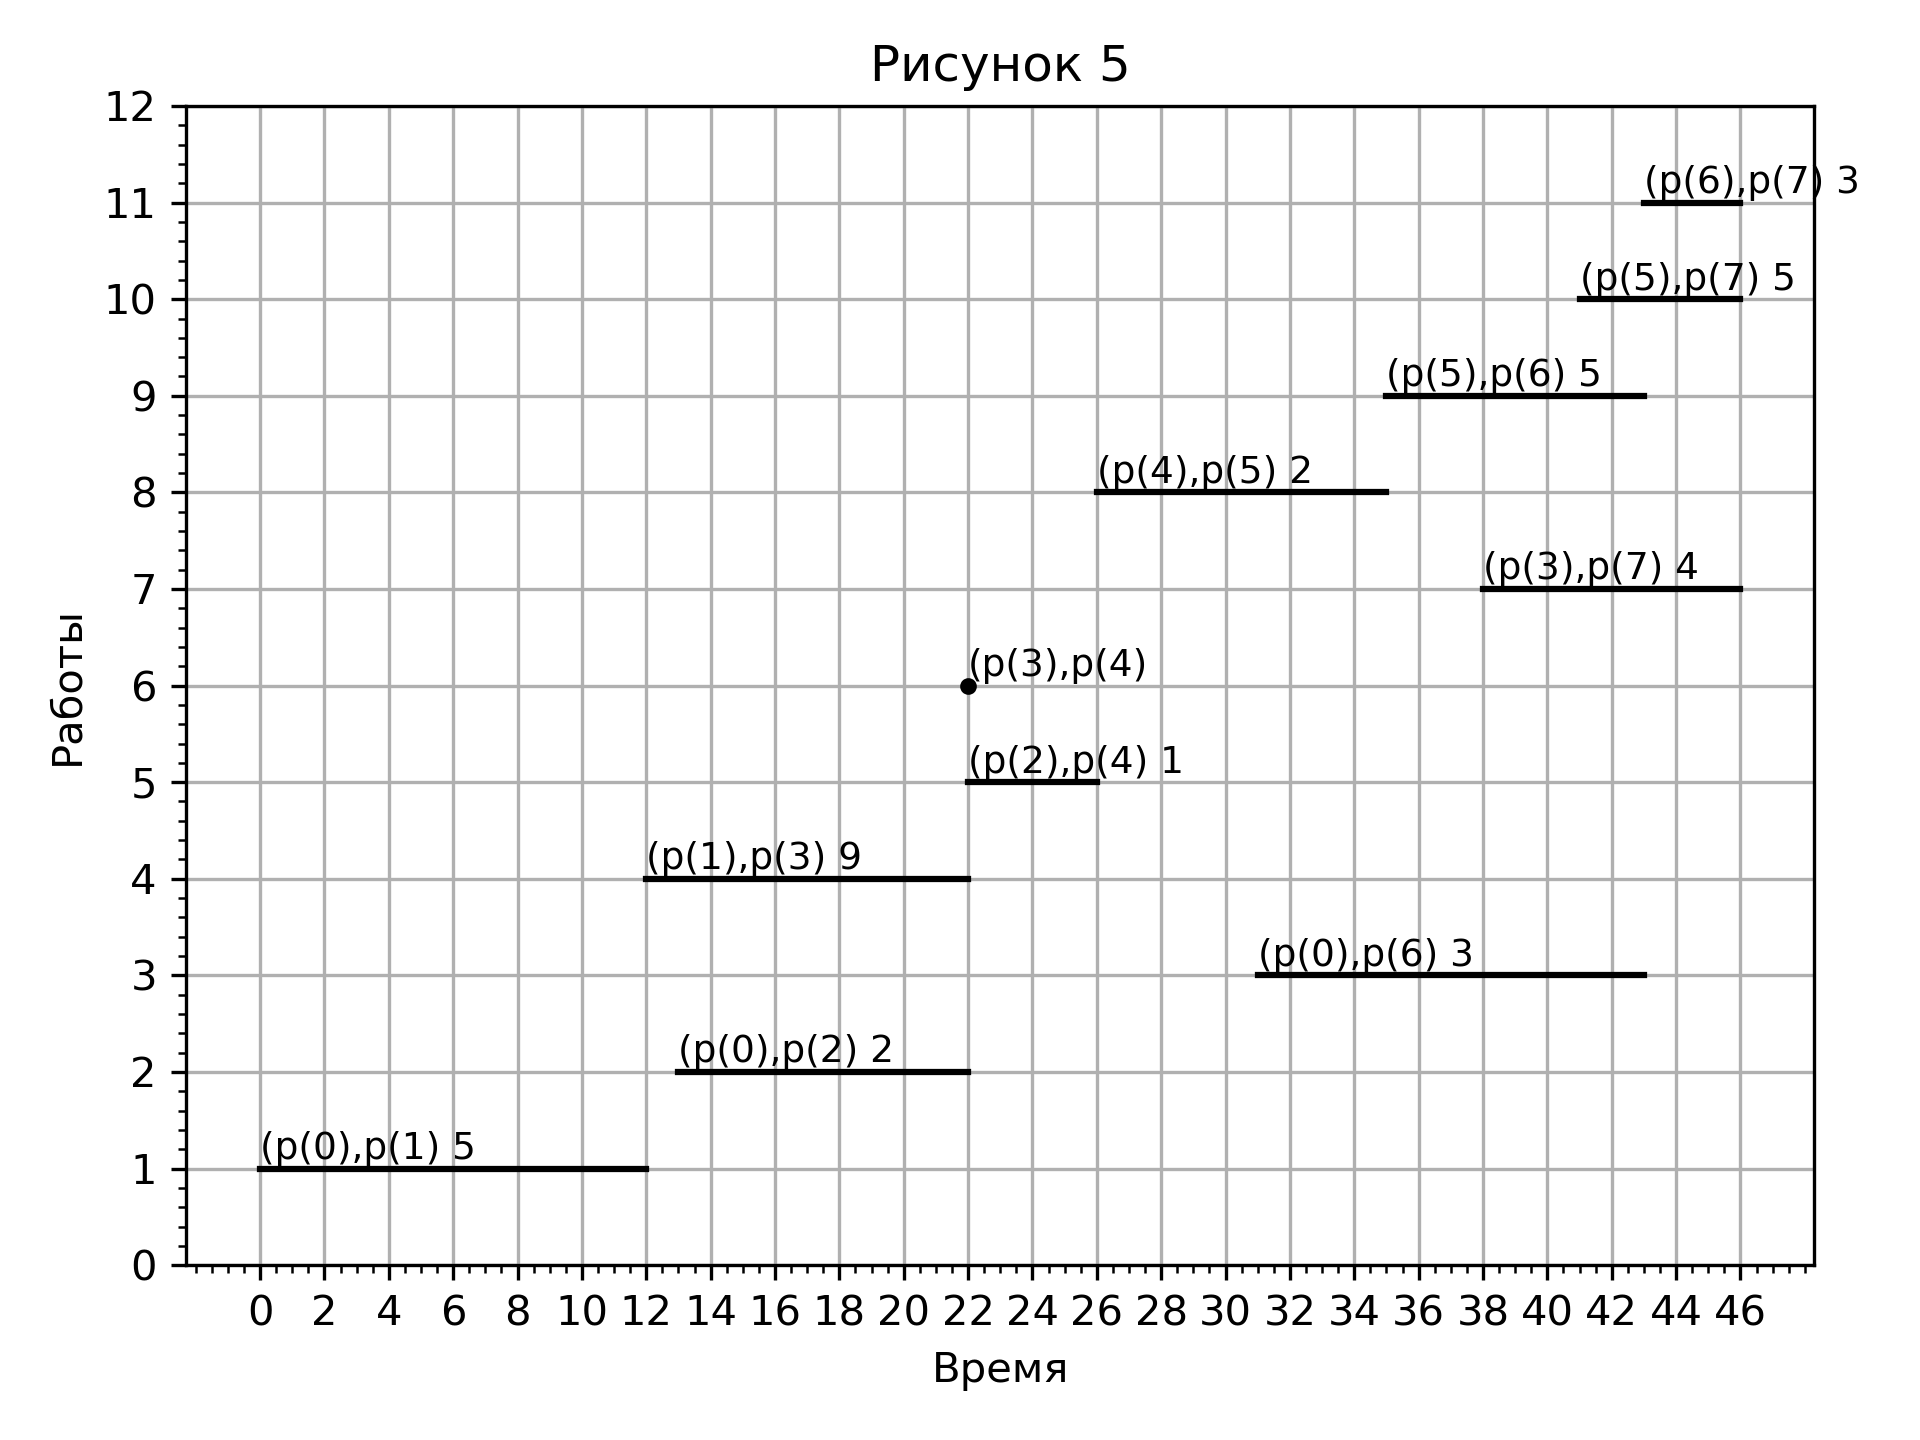 Рисунок 5
12
11
10
9
8
7
6
5
4
3
2
1
0
Работы
(p(6),p(7) 3
(p(5),p(7) 5
(p(5),p(6) 5
(p(4),p(5) 2
(p(3),p(7) 4
(p(3),p(4)
(p(2),p(4) 1
(p(1),p(3) 9
(p(0),p(6) 3
(p(0),p(2) 2
(p(0),p(1) 5
0 2 4 6 8 10 12 14 16 18 20 22 24 26 28 30 32 34 36 38 40 42 44 46
Время